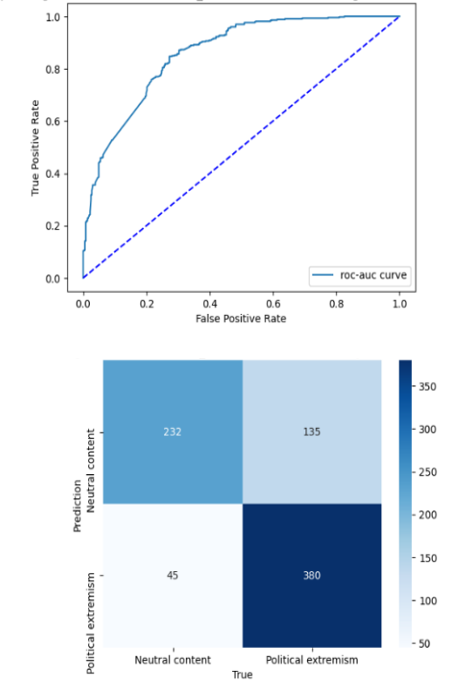 1.0
0.8
0.6
0.4
0.2
0.0
True Positive Rate
roc-auc curve
0.0 0.2 0.4 0.6 0.8 1.0
False Positive Rate
232 135
45 380
Prediction
Neutral content
Political extremism
350
300
250
200
150
100
50
Neutral content Political extremism
True